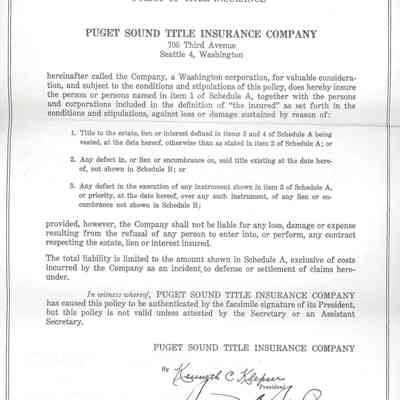 POLICY OF TITLE INSURANCE
PUGET SOUND TITLE INSURANCE COMPANY
706 Third Avenue
Seattle 4, Washington
hereinafter called the Company, a Washington corporation, for valuable considera-
tion, and subject to the conditions and stipulations of this policy, does hereby insure
the person or persons named in item 1 of Schedule A, together with the persons
and corporations included in the definition of "the insured" as set forth in the
conditions and stipulations, against loss or damage sustained by reason of:
1. Title to the estate, lien or interest defined in items 3 and 4 of Schedule A being
vested, at the date hereof, otherwise than as stated in item 2 of Schedule A; or
2. Any defect in, or lien or encumbrance on, said title existing at the date here-
of, not shown in Schedule B; or
3. Any defect in the execution of any instrument shown in item 3 of Schedule A,
or priority, at the date hereof, over any such instrument, of any lien or en-
cumbrance not shown in Schedule B;
provided, however, the Company shall not be liable for any loss, damage or expense
resulting from the refusal of any person to enter into, or perform, any contract
respecting the estate, lien or interest insured.
The total liability is limited to the amount shown in Schedule A, exclusive of costs
incurred by the Company as an incident to defense or settlement of claims here-
under.
In witness whereof, PUGET SOUND TITLE INSURANCE COMPANY
has caused this policy to be authenticated by the facsimile signature of its President,
but this policy is not valid unless attested by the Secretary or an Assistant
Secretary.
PUGET SOUND TITLE INSURANCE COMPANY
By Kenneth C. Klepser
President